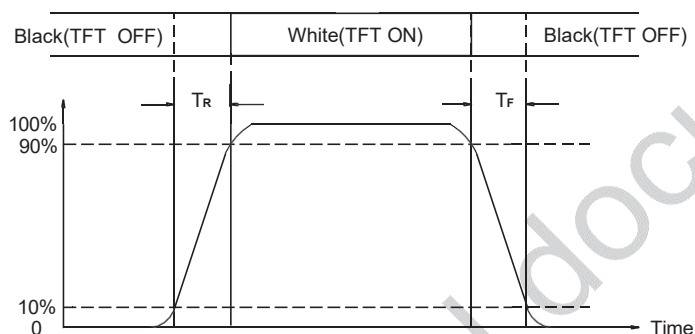 Black(TFT OFF)
White(TFT ON)
Black(TFT OFF)
TR
TF
100%
90%
10%
0
Time